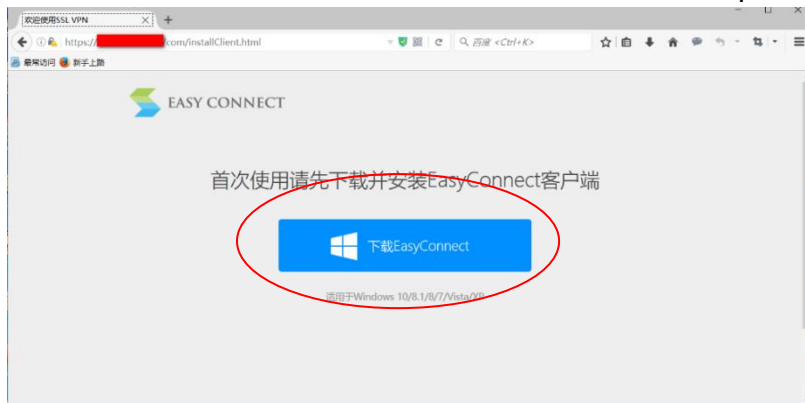 欢迎使用SSL VPN
https://
com/installClient.html
百度 <Ctrl+K>
最常访问 新手上路
EASY CONNECT
首次使用请先下载并安装EasyConnect客户端
下载EasyConnect
适用于Windows 10/8.1/8/7/Vista/XP